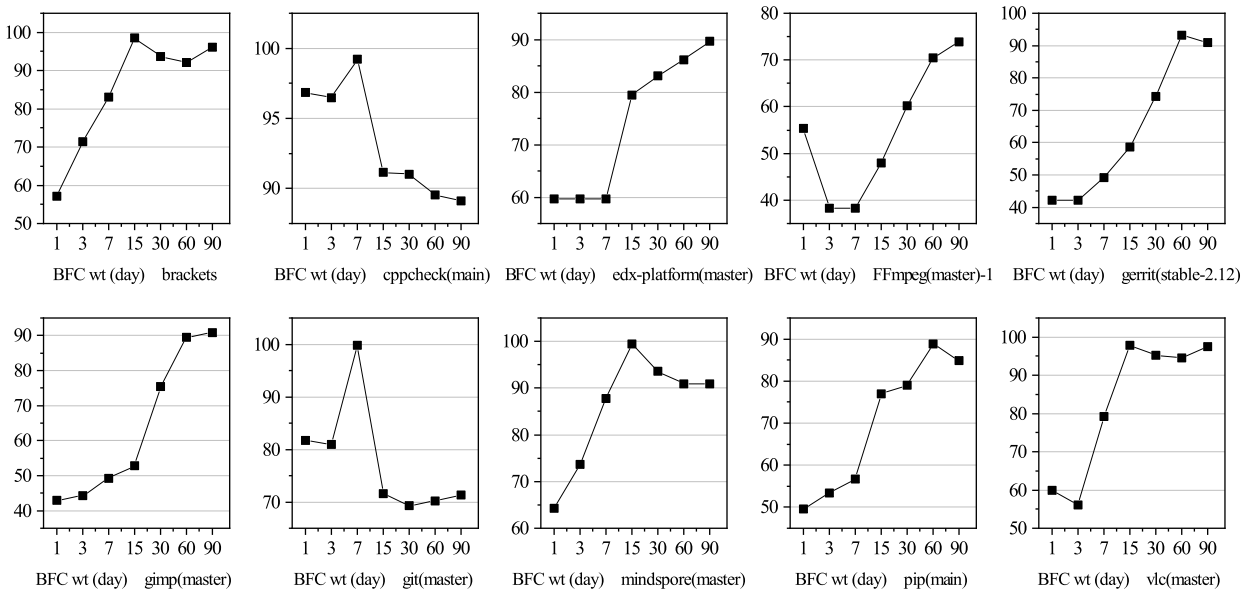 100
90
80
70
60
50
1 3 7 15 30 60 90
BFC wt (day) brackets
100
95
90
1 3 7 15 30 60 90
BFC wt (day) cppcheck(main)
90
80
70
60
1 3 7 15 30 60 90
BFC wt (day) edx-platform(master)
80
70
60
50
40
1 3 7 15 30 60 90
BFC wt (day) FFmpeg(master)-1
100
90
80
70
60
50
40
1 3 7 15 30 60 90
BFC wt (day) gerrit(stable-2.12)
90
80
70
60
50
40
1 3 7 15 30 60 90
BFC wt (day) gimp(master)
100
90
80
70
1 3 7 15 30 60 90
BFC wt (day) git(master)
100
90
80
70
60
1 3 7 15 30 60 90
BFC wt (day) mindspore(master)
90
80
70
60
50
1 3 7 15 30 60 90
BFC wt (day) pip(main)
100
90
80
70
60
50
1 3 7 15 30 60 90
BFC wt (day) vlc(master)